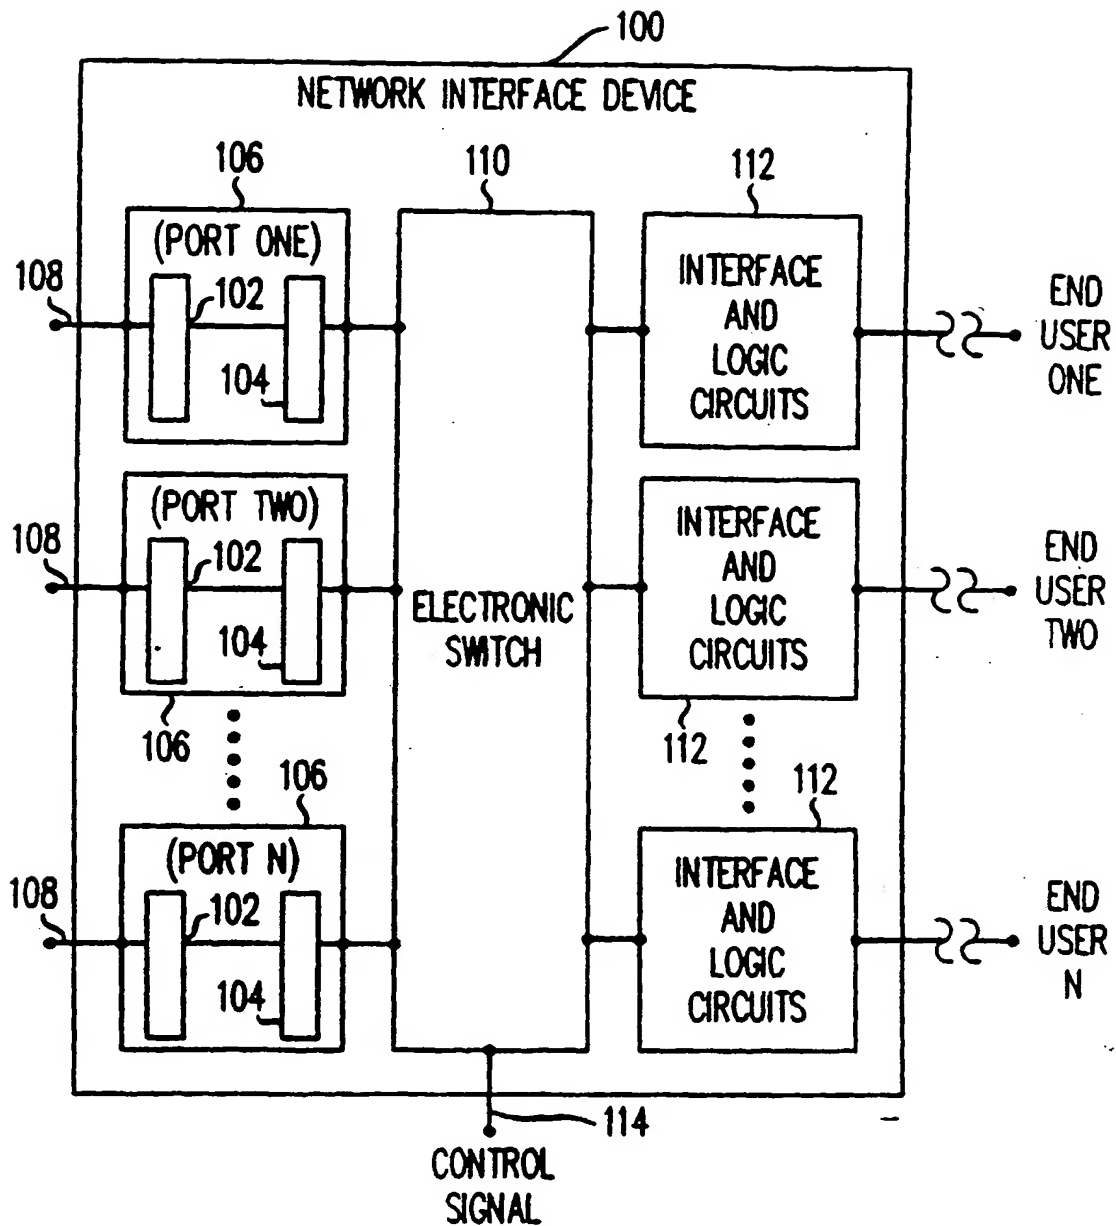 100
NETWORK INTERFACE DEVICE
106
110
112
(PORT ONE)
108
102
104
INTERFACE
AND
LOGIC
CIRCUITS
END
USER
ONE
(PORT TWO)
108
102
104
106
ELECTRONIC
SWITCH
INTERFACE
AND
LOGIC
CIRCUITS
112
END
USER
TWO
106
(PORT N)
108
102
104
112
INTERFACE
AND
LOGIC
CIRCUITS
END
USER
N
114
CONTROL
SIGNAL